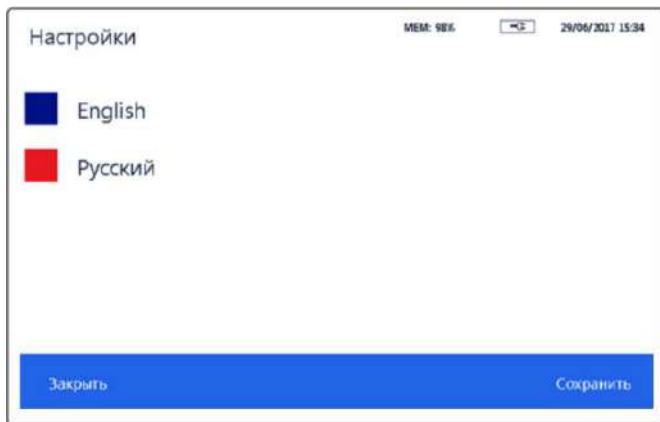 Настройки MEM: 98% 29/06/2017 15:34
English
Русский
Закрыть Сохранить